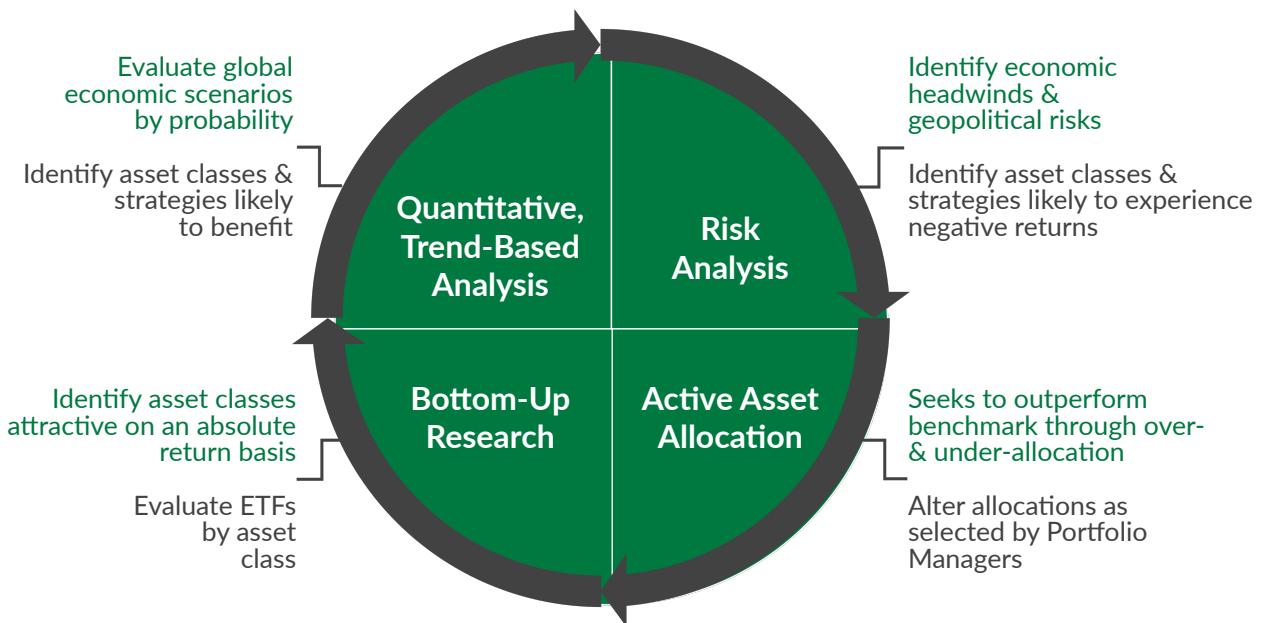 Evaluate global
economic scenarios
by probability
Identify asset classes &
strategies likely
to benefit
Quantitative,
Trend-Based
Analysis
Identify economic
headwinds &
geopolitical risks
Identify asset classes &
strategies likely to experience
negative returns
Risk
Analysis
Identify asset classes
attractive on an absolute
return basis
Evaluate ETFs
by asset
class
Bottom-Up
Research
Active Asset
Allocation
Seeks to outperform
benchmark through over-
& under-allocation
Alter allocations as
selected by Portfolio
Managers